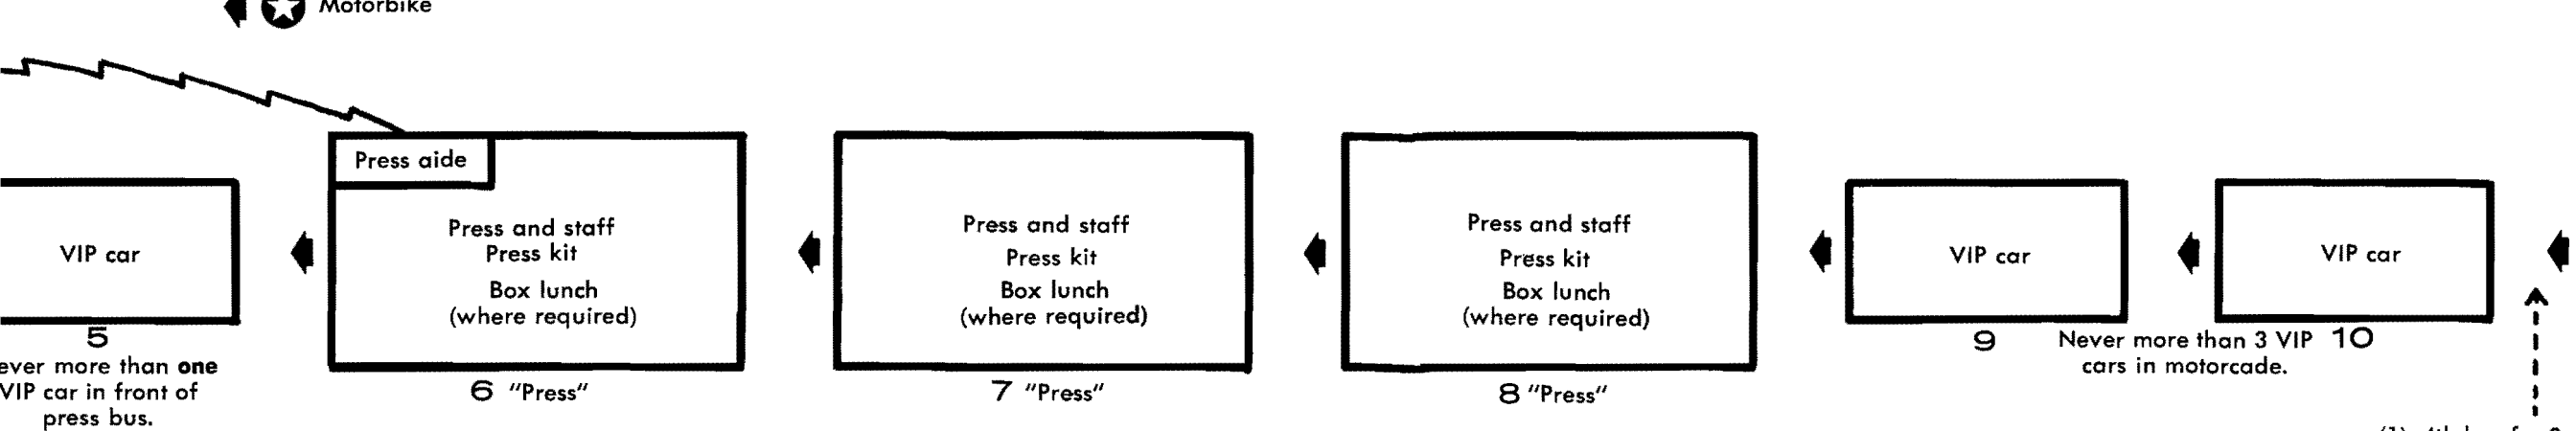 Motorbike
Press aide
VIP car
5
ever more than one
VIP car in front of
press bus.
Press and staff
Press kit
Box lunch
(where required)
6 "Press"
Press and staff
Press kit
Box lunch
(where required)
7 "Press"
Press and staff
Press kit
Box lunch
(where required)
8 "Press"
VIP car
9
VIP car
10
Never more than 3 VIP
cars in motorcade.